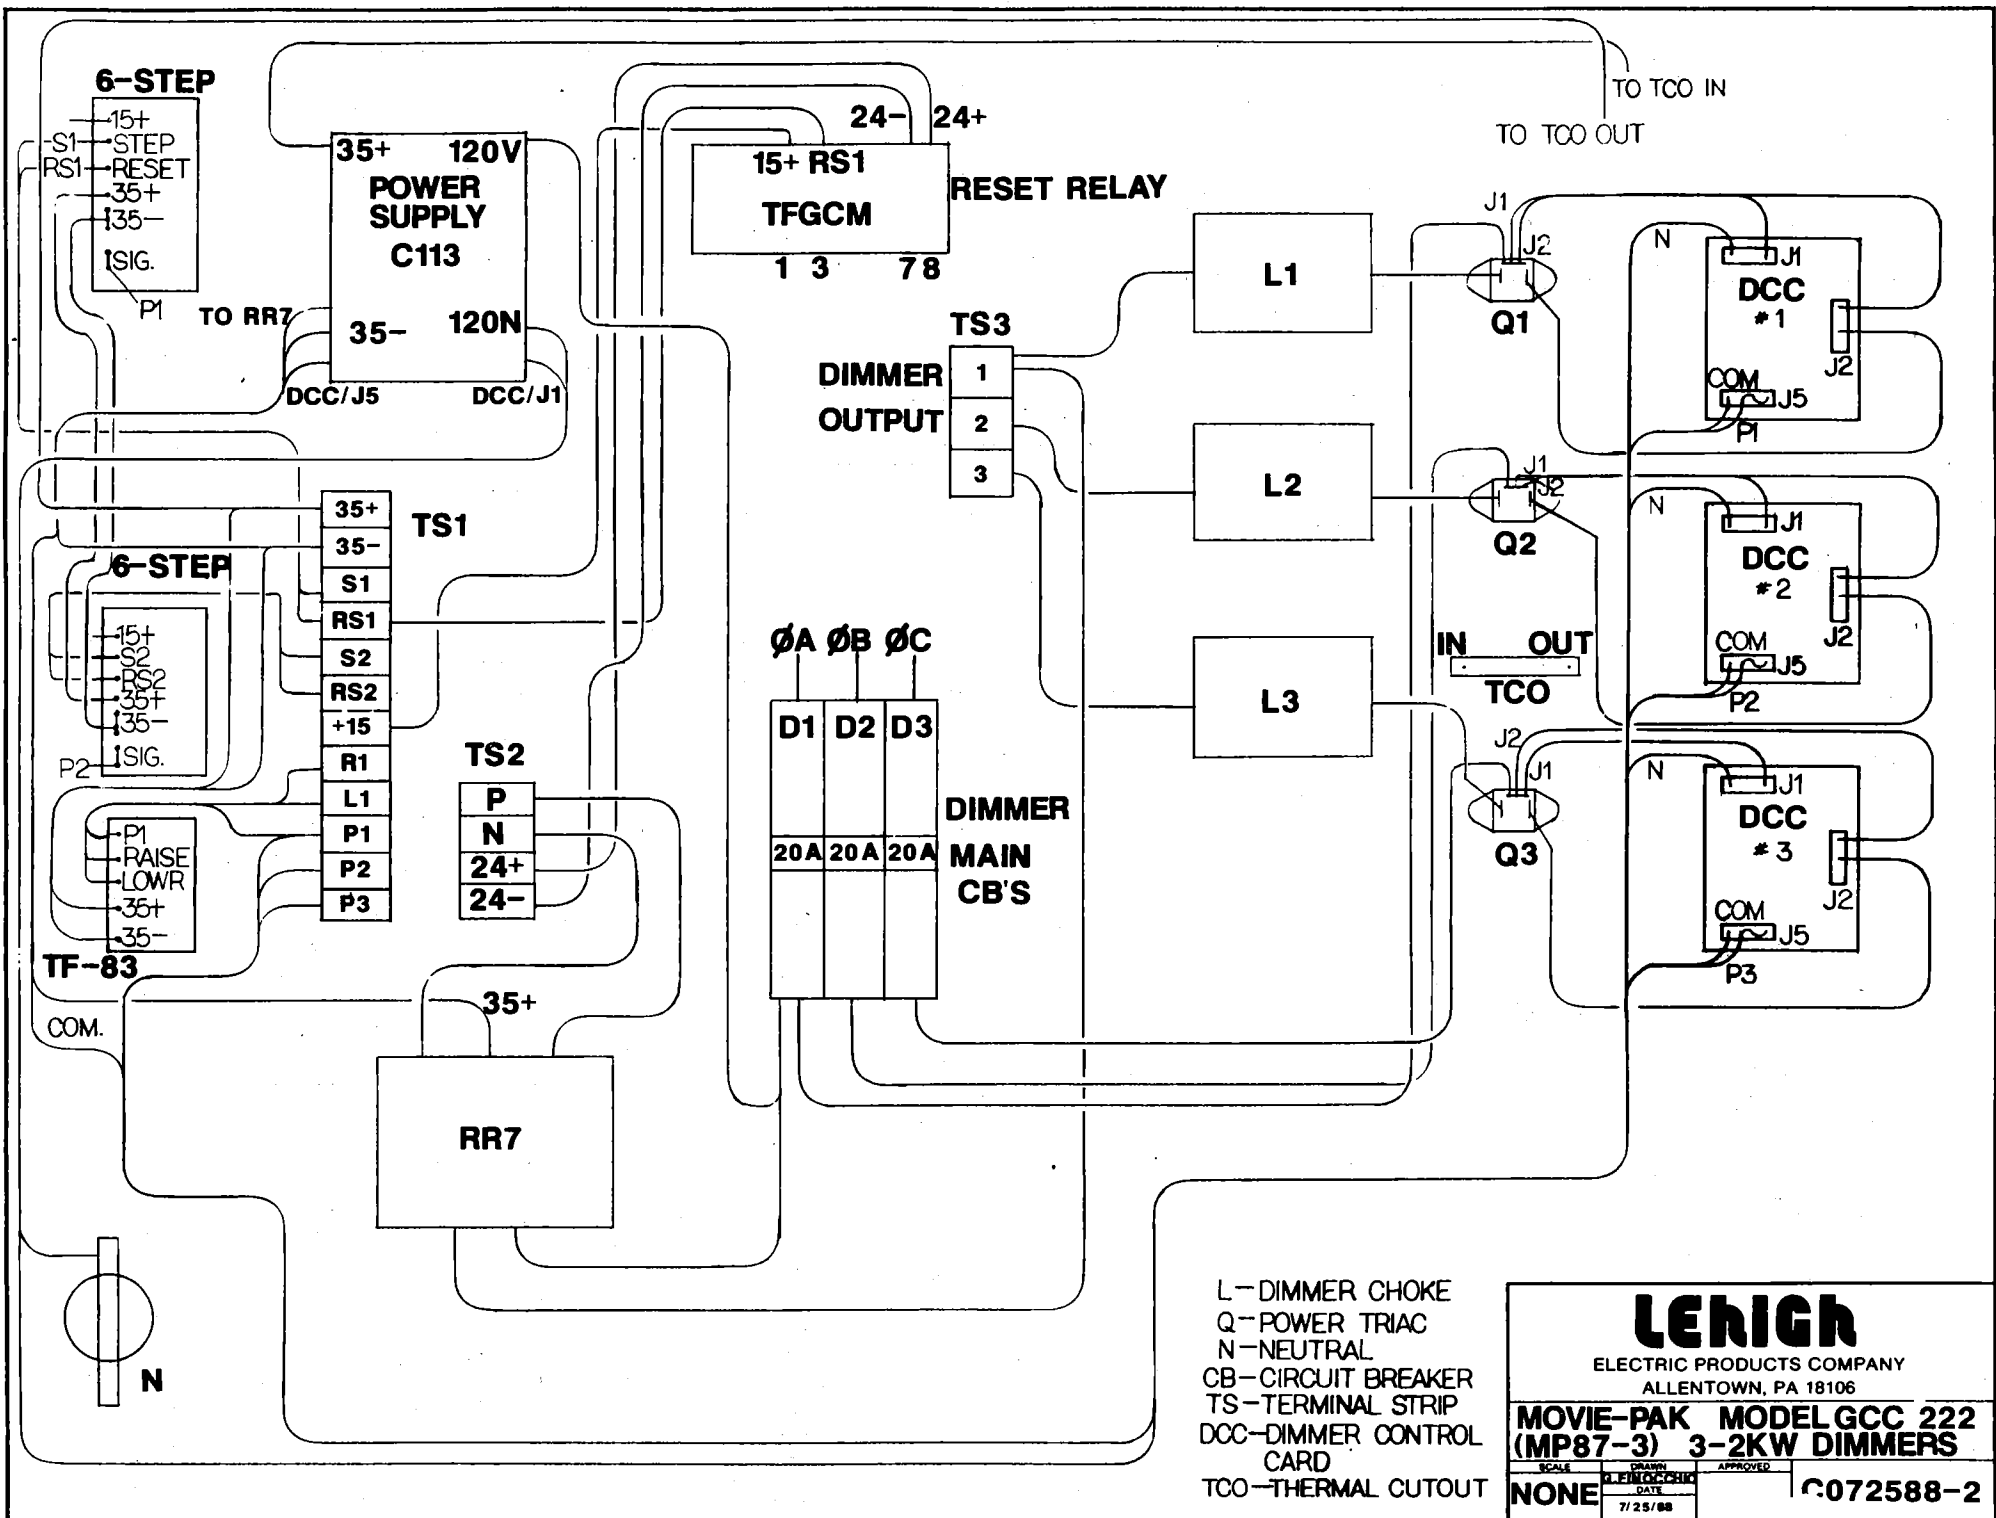 TO TCO IN
TO TCO OUT
6-STEP
15+
S1 STEP
RS1 RESET
35+
35-
SIG.
P1
35+ 120V
POWER
SUPPLY
C113
35- 120N
TO RR7
DCC/J5
DCC/J1
24- 24+
15+ RS1
TFGCM
1 3 7 8
RESET RELAY
TS3
DIMMER
OUTPUT
1
2
3
L1
L2
L3
J1
J2
Q1
J1
J2
Q2
IN OUT
TCO
J2
J1
Q3
N
J1
DCC
#1
J2
COM
J5
P1
N
J1
DCC
#2
J2
COM
J5
P2
N
J1
DCC
#3
J2
COM
J5
P3
TS1
35+
35-
S1
RS1
S2
RS2
+15
R1
L1
P1
P2
P3
6-STEP
15+
S2
RS2
35+
35-
SIG.
P2
P1
RAISE
LOWR
35+
35-
TF-83
COM.
TS2
P
N
24+
24-
35+
RR7
ØA ØB ØC
D1 D2 D3
20A 20A 20A
DIMMER
MAIN
CB'S
N
L-DIMMER CHOKE
Q-POWER TRIAC
N-NEUTRAL
CB-CIRCUIT BREAKER
TS-TERMINAL STRIP
DCC-DIMMER CONTROL
CARD
TCO-THERMAL CUTOUT
LEhIGh
ELECTRIC PRODUCTS COMPANY
ALLENTOWN, PA 18106
MOVIE-PAK MODEL GCC 222
(MP87-3) 3-2KW DIMMERS
SCALE
NONE
DRAWN
DATE
7/25/88
APPROVED
C072588-2